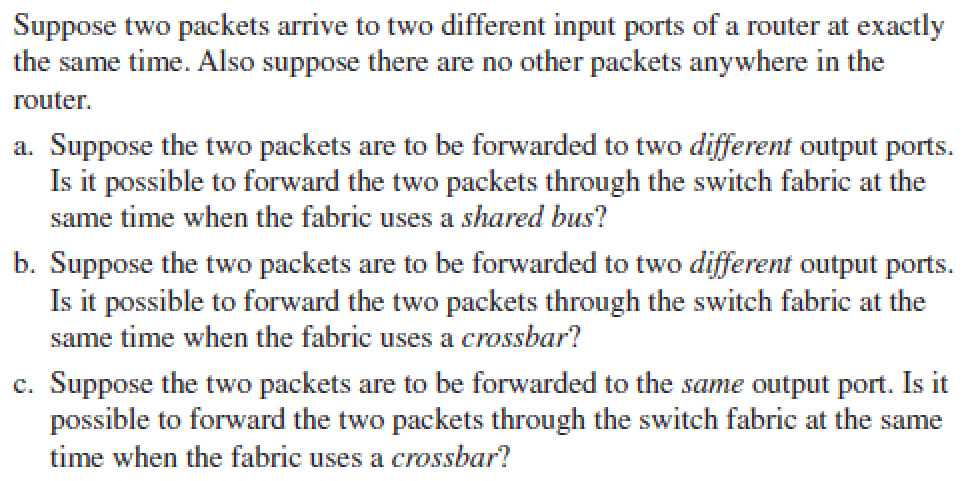 Suppose two packets arrive to two different input ports of a router at exactly
the same time. Also suppose there are no other packets anywhere in the
router.
a. Suppose the two packets are to be forwarded to two different output ports.
Is it possible to forward the two packets through the switch fabric at the
same time when the fabric uses a shared bus?
b. Suppose the two packets are to be forwarded to two different output ports.
Is it possible to forward the two packets through the switch fabric at the
same time when the fabric uses a crossbar?
c. Suppose the two packets are to be forwarded to the same output port. Is it
possible to forward the two packets through the switch fabric at the same
time when the fabric uses a crossbar?